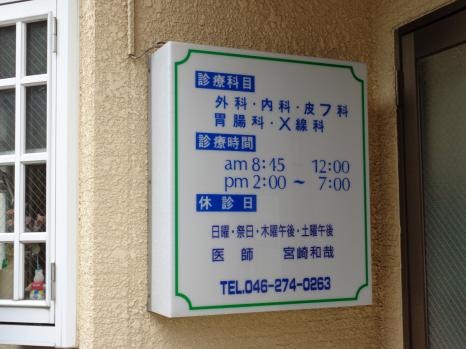 診療科目
外科・内科・皮フ科
胃腸科・X線科
診療時間
am 8:45 12:00
pm 2:00 ～ 7:00
休診日
日曜・祭日・木曜午後・土曜午後
医師 宮崎和哉
TEL.046-274-0263